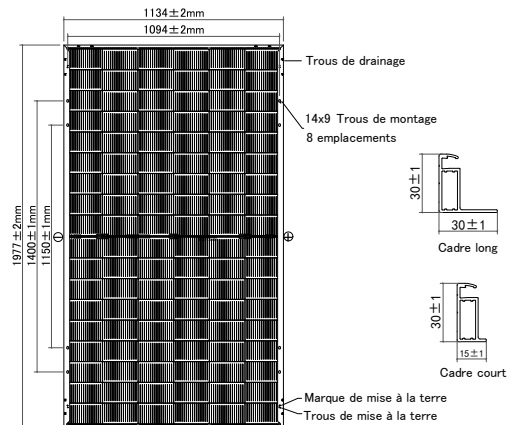 1134±2mm
1094±2mm
Trous de drainage
14x9 Trous de montage
8 emplacements
1977±2mm
1400±1mm
1150±1mm
30±1
30±1
Cadre long
30±1
15±1
Cadre court
Marque de mise à la terre
Trous de mise à la terre